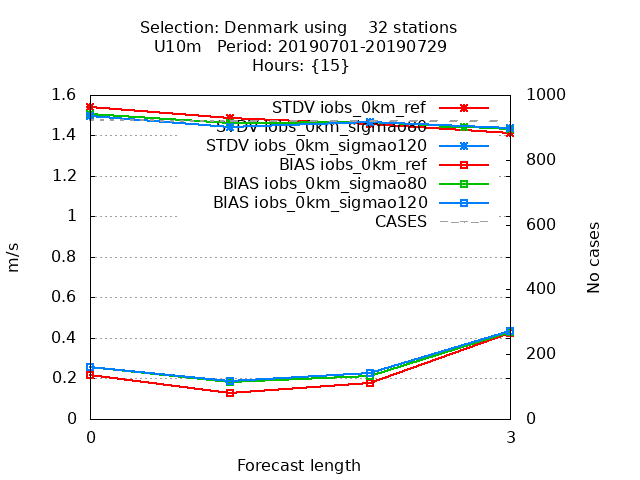 Selection: Denmark using    32 stations
U10m   Period: 20190701-20190729
Hours: {15}
STDV iobs_0km_ref
STDV iobs_0km_sigmao80
STDV iobs_0km_sigmao120
BIAS iobs_0km_ref
BIAS iobs_0km_sigmao80
BIAS iobs_0km_sigmao120
CASES
1.6
1.4
1.2
1
0.8
0.6
0.4
0.2
0
m/s
1000
800
600
400
200
0
No cases
0 3
Forecast length